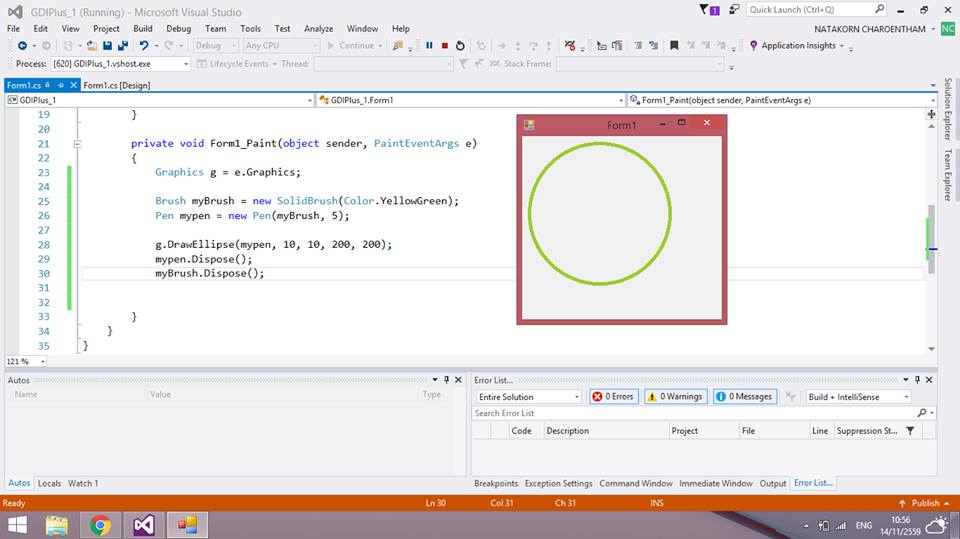 GDIPlus_1 (Running) - Microsoft Visual Studio
1
Quick Launch (Ctrl+Q)
File Edit View Project Build Debug Team Tools Test Analyze Window Help
NATAKORN CHAROENTHAM NC
Debug Any CPU Continue Application Insights
Process: [620] GDIPlus_1.vshost.exe Lifecycle Events Thread: Stack Frame:
Form1.cs Form1.cs [Design]
GDIPlus_1 GDIPlus_1.Form1 Form1_Paint(object sender, PaintEventArgs e)
19 }
20
21 private void Form1_Paint(object sender, PaintEventArgs e)
22 {
23 Graphics g = e.Graphics;
24
25 Brush myBrush = new SolidBrush(Color.YellowGreen);
26 Pen mypen = new Pen(myBrush, 5);
27
28 g.DrawEllipse(mypen, 10, 10, 200, 200);
29 mypen.Dispose();
30 myBrush.Dispose();
31
32
33 }
34 }
35 }
Form1
Solution Explorer
Team Explorer
121 %
Autos
Name Value Type
Autos Locals Watch 1
Error List...
Entire Solution 0 Errors 0 Warnings 0 Messages Build + IntelliSense
Search Error List
Code Description Project File Line Suppression St...
Breakpoints Exception Settings Command Window Immediate Window Output Error List...
Ready Ln 30 Col 31 Ch 31 INS Publish
ENG
10:56
14/11/2559